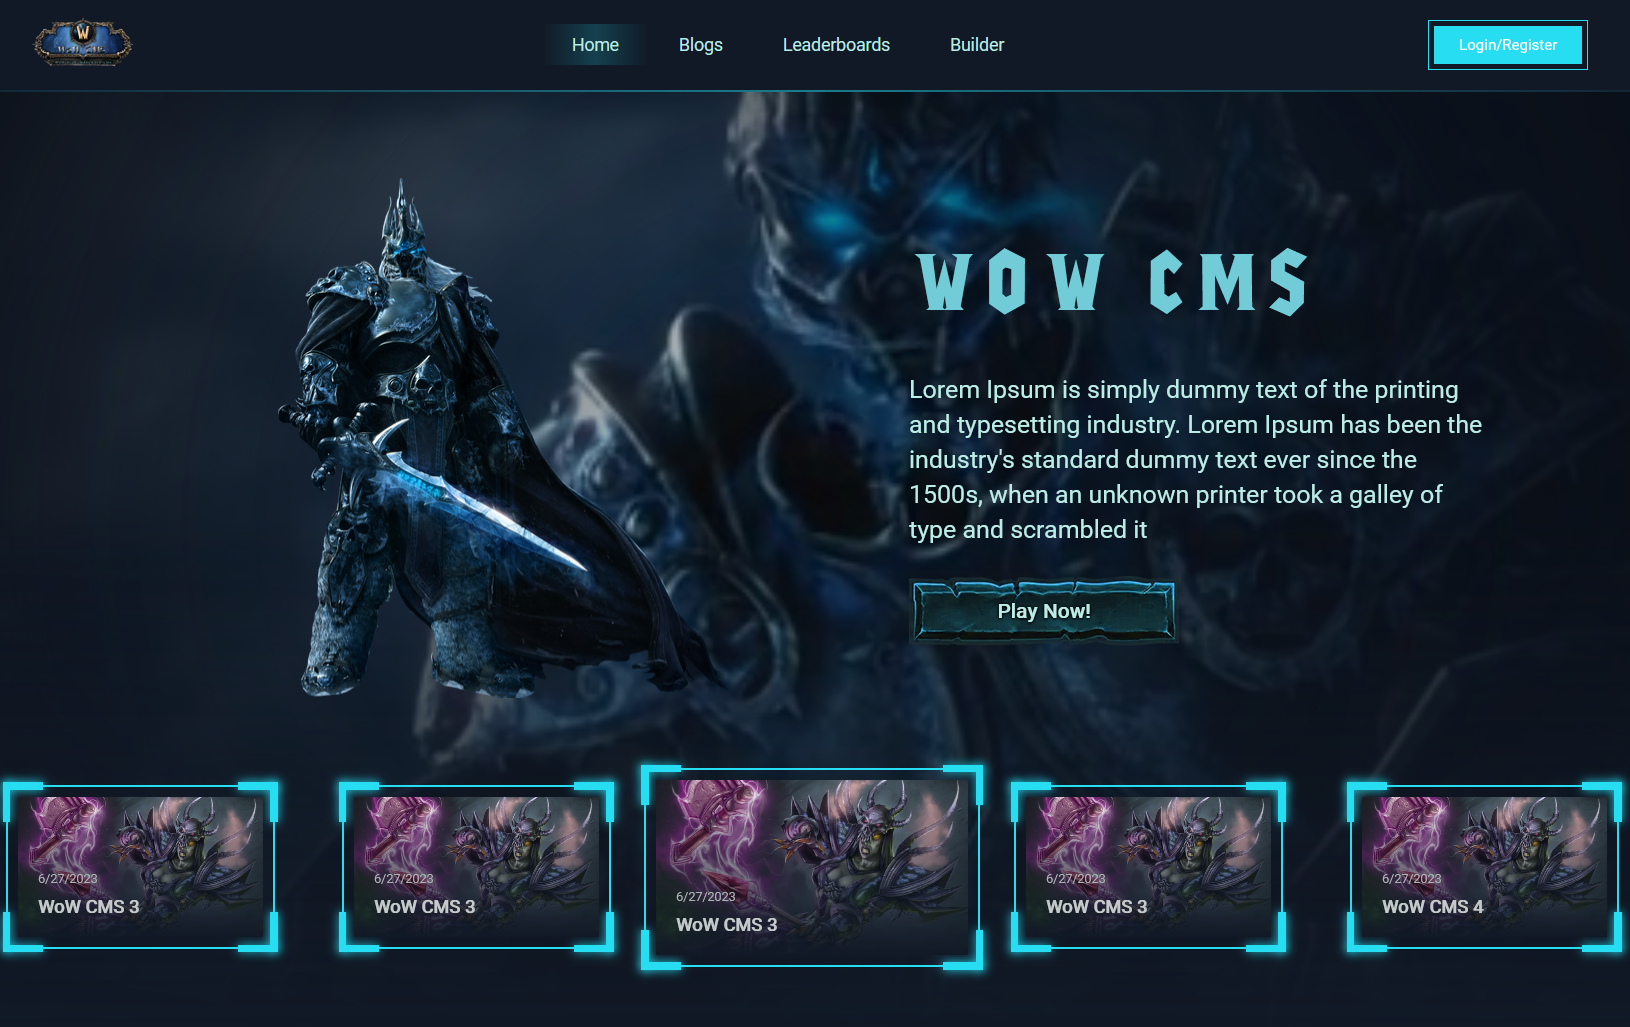 W
Home
Blogs
Leaderboards
Builder
Login/Register
WOW CMS
Lorem Ipsum is simply dummy text of the printing
and typesetting industry. Lorem Ipsum has been the
industry's standard dummy text ever since the
1500s, when an unknown printer took a galley of
type and scrambled it
Play Now!
6/27/2023
WoW CMS 3
6/27/2023
WoW CMS 3
6/27/2023
WoW CMS 3
6/27/2023
WoW CMS 3
6/27/2023
WoW CMS 4